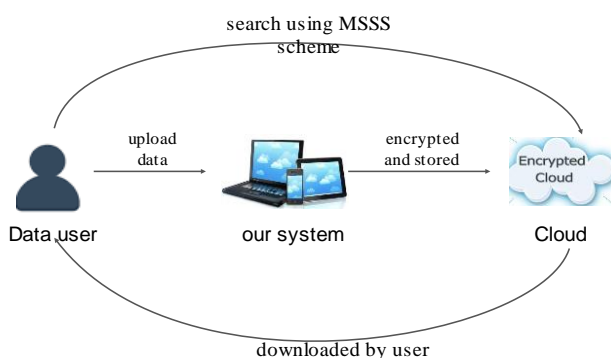 search using MSSS
scheme
upload
data
encrypted
and stored
Encrypted
Cloud
Data user
our system
Cloud
downloaded by user